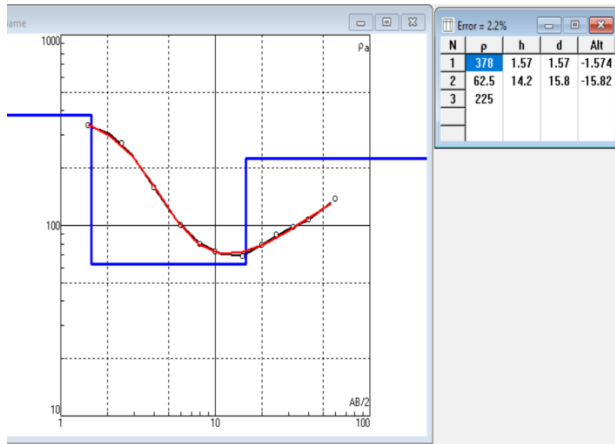 name
1000
ρa
100
10
AB/2
1 10 100
Error = 2.2%
N ρ h d Alt
1 378 1.57 1.57 -1.574
2 62.5 14.2 15.8 -15.82
3 225